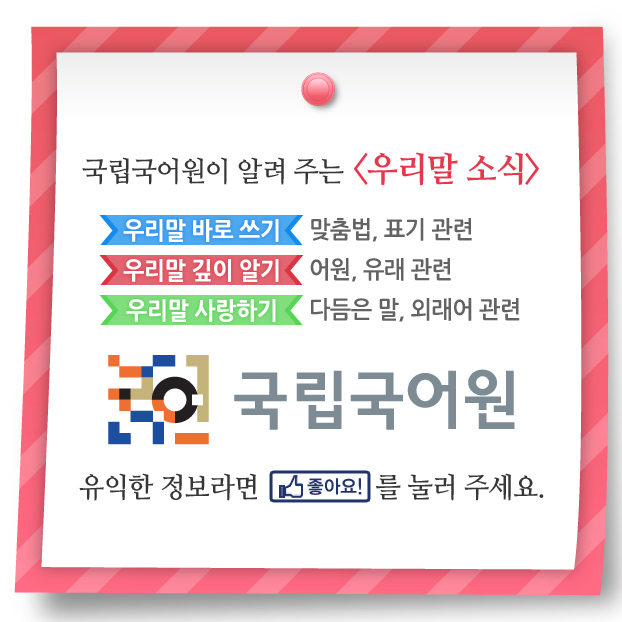 국립국어원이 알려 주는 〈우리말 소식〉
우리말 바로 쓰기 맞춤법, 표기 관련
우리말 깊이 알기 어원, 유래 관련
우리말 사랑하기 다듬은 말, 외래어 관련
국립국어원
유익한 정보라면 좋아요! 를 눌러 주세요.